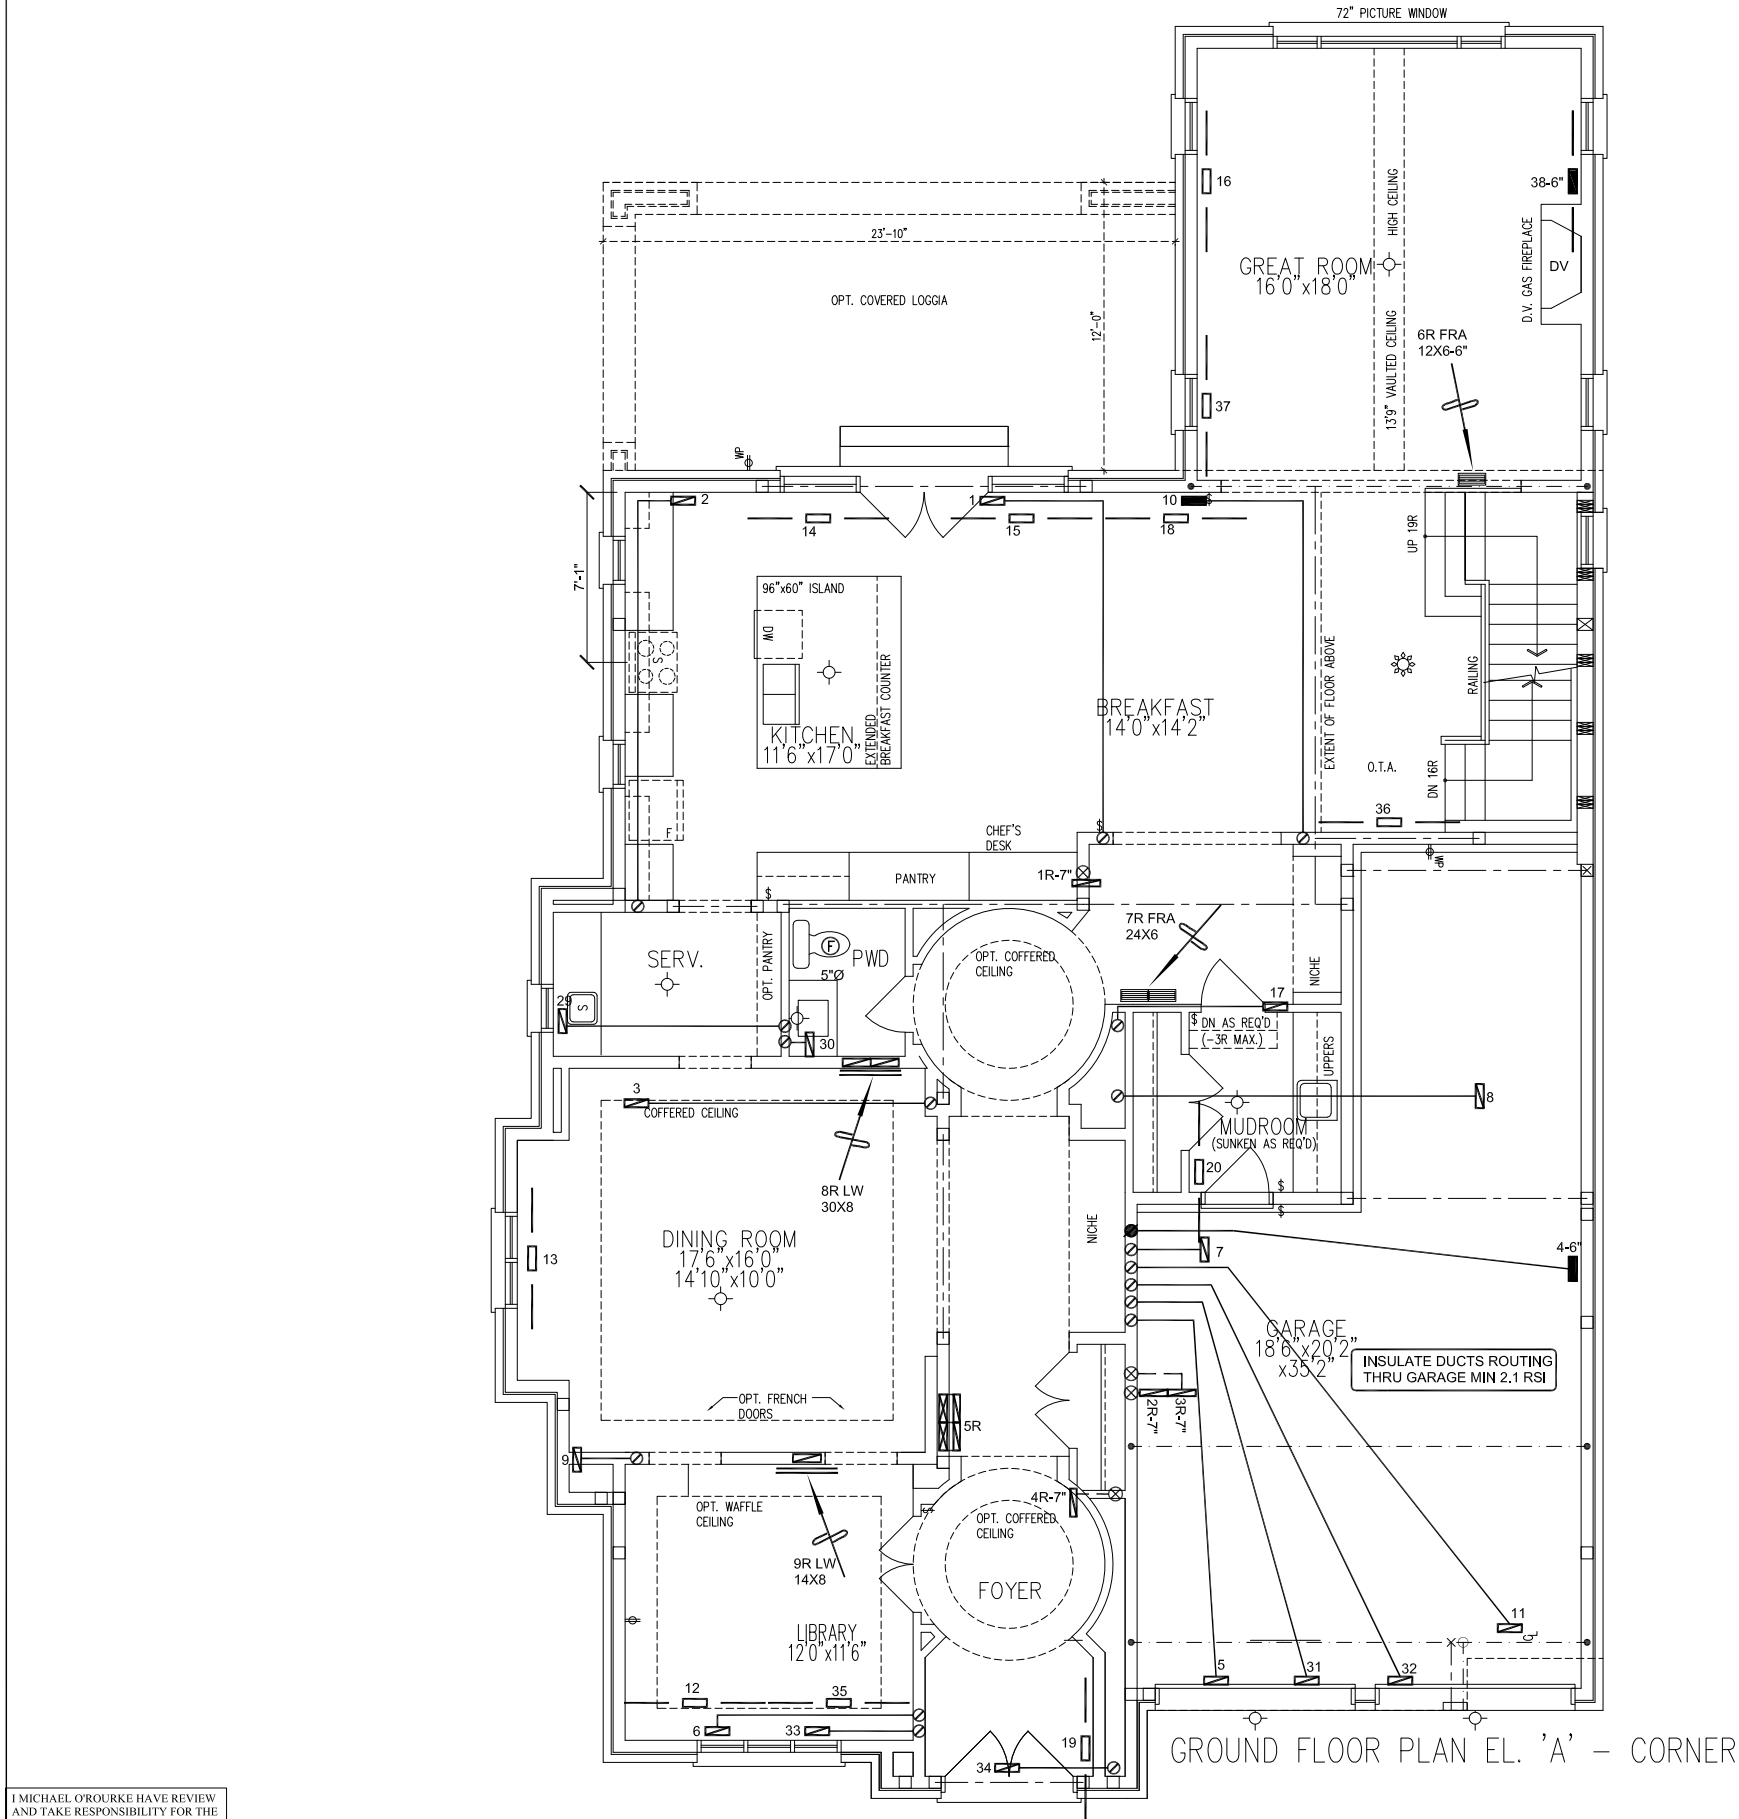 72" PICTURE WINDOW
16
38-6"
HIGH CEILING
D.V. GAS FIREPLACE
DV
GREAT ROOM
16'0"x18'0"
23'-10"
OPT. COVERED LOGGIA
12'-0"
13'9" VAULTED CEILING
6R FRA
12X6-6"
37
WP
2
1
10
$
14
15
18
UP 19R
7'-1"
96"x60" ISLAND
DW
S
EXTENDED
BREAKFAST COUNTER
KITCHEN
11'6"x17'0"
BREAKFAST
14'0"x14'2"
EXTENT OF FLOOR ABOVE
RAILING
O.T.A.
DN 16R
36
F
CHEF'S
DESK
$
WP
PANTRY
1R-7"
$
7R FRA
24X6
SERV.
OPT. PANTRY
F
PWD
5"Ø
OPT. COFFERED
CEILING
NICHE
29
S
17
30
$ DN AS REQ'D
(-3R MAX.)
UPPERS
3
COFFERED CEILING
8
MUDROOM
(SUNKEN AS REQ'D)
20
8R LW
30X8
$
$
NICHE
DINING ROOM
17'6"x16'0"
14'10"x10'0"
13
7
4-6"
GARAGE
18'6"x20'2"
x35'2"
INSULATE DUCTS ROUTING
THRU GARAGE MIN 2.1 RSI
OPT. FRENCH
DOORS
5R
2R-7"
3R-7"
9
4R-7"
OPT. WAFFLE
CEILING
$
OPT. COFFERED
CEILING
9R LW
14X8
FOYER
LIBRARY
12'0"x11'6"
11
GL
12
35
5
31
32
6
33
19
34
GROUND FLOOR PLAN EL. 'A' - CORNER
I MICHAEL O'ROURKE HAVE REVIEW
AND TAKE RESPONSIBILITY FOR THE